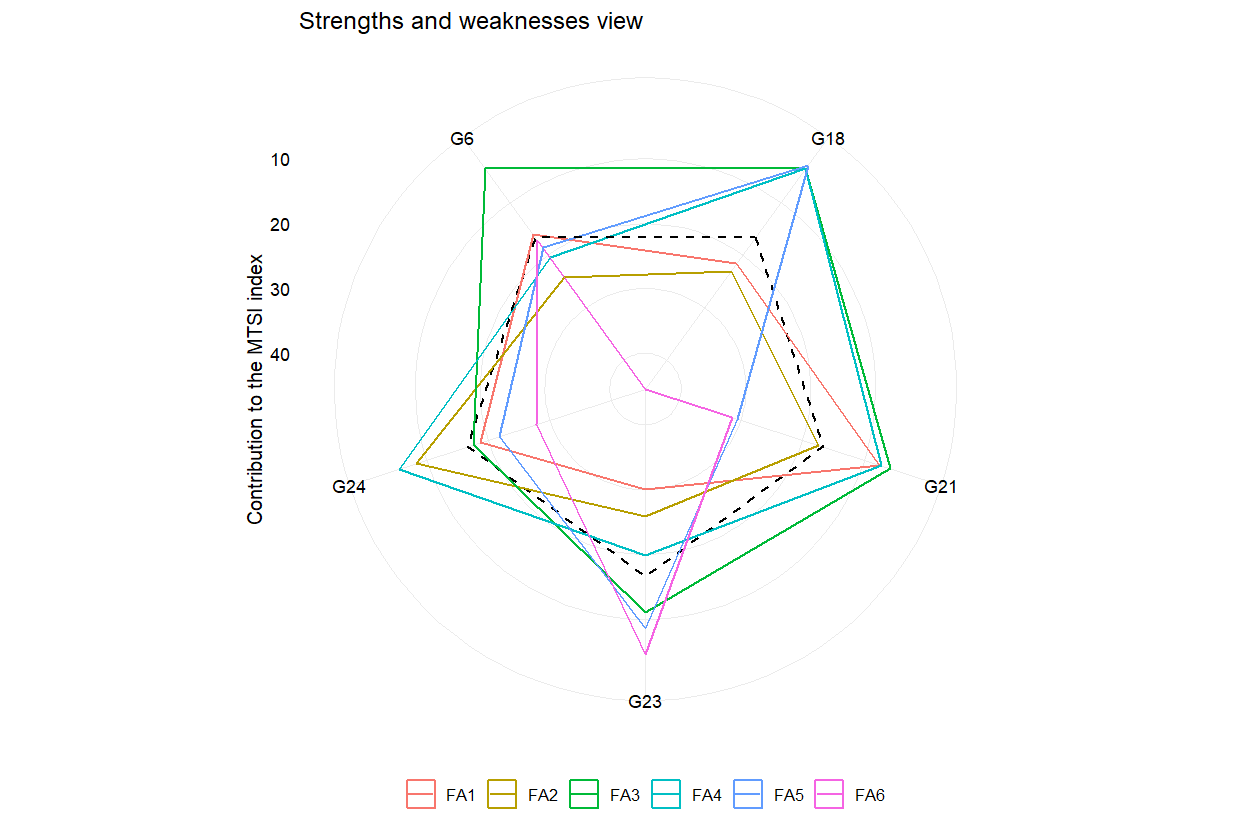 Strengths and weaknesses view
G6
G18
10
20
30
40
Contribution to the MTSI index
G24
G21
G23
FA1 FA2 FA3 FA4 FA5 FA6